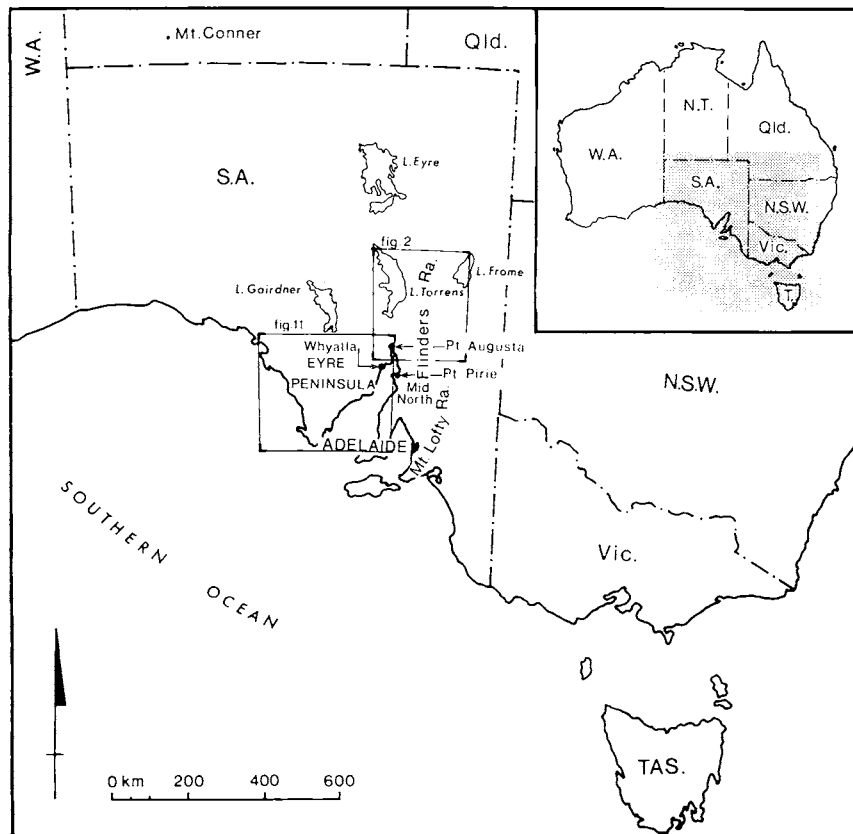 W.A.
Mt. Conner
Qld.
S.A.
L. Eyre
fig. 2
L. Frome
L. Torrens
L. Gairdner
Flinders Ra.
fig. 11
Whyalla
Pt Augusta
EYRE
PENINSULA
Pt Pirie
Mid
North
ADELAIDE
Mt. Lofty Ra.
N.S.W.
Vic.
SOUTHERN
OCEAN
TAS.
0 km 200 400 600
N.T.
Qld.
W.A.
S.A.
N.S.W.
Vic.
T.